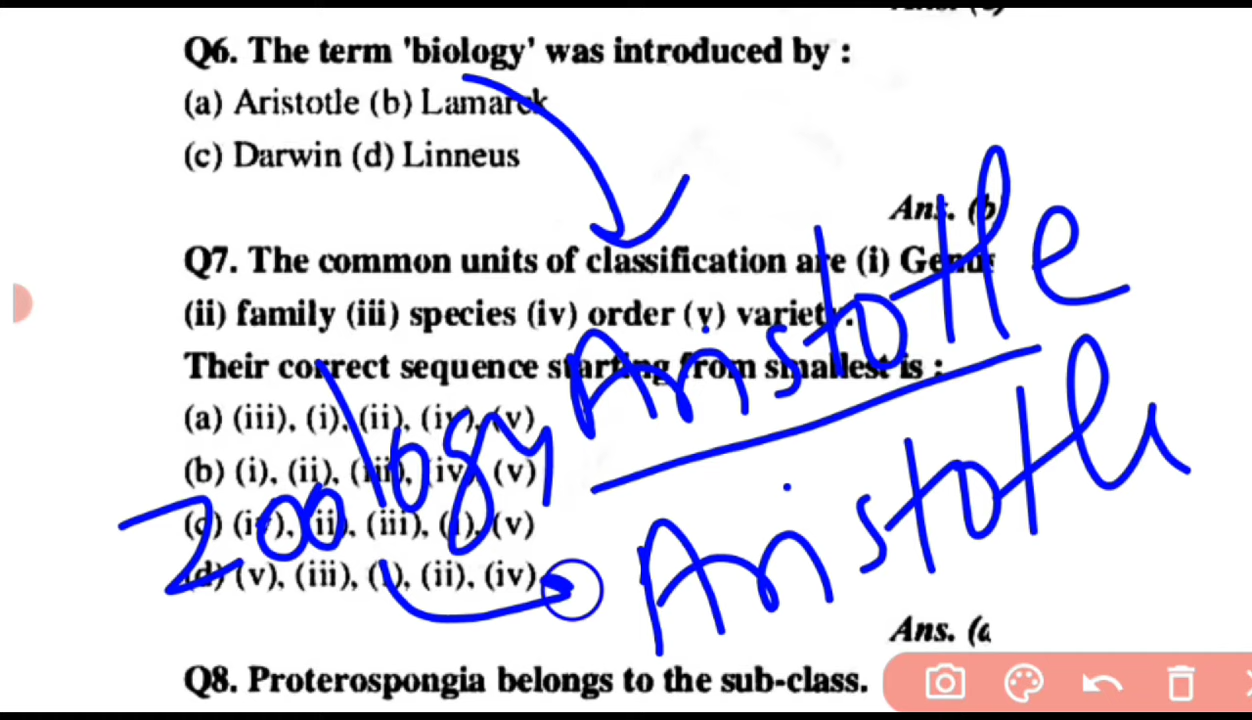 Q6. The term 'biology' was introduced by :
(a) Aristotle (b) Lamarck
(c) Darwin (d) Linneus
Ans. (b)
Q7. The common units of classification are (i) Genus
(ii) family (iii) species (iv) order (v) variety.
Their correct sequence starting from smallest is :
(a) (iii), (i), (ii), (iv), (v)
(b) (i), (ii), (iii), (iv), (v)
(c) (iv), (ii), (iii), (i), (v)
(d) (v), (iii), (i), (ii), (iv)
Aristotle
Zoology
Aristotle
Ans. (a
Q8. Proterospongia belongs to the sub-class.